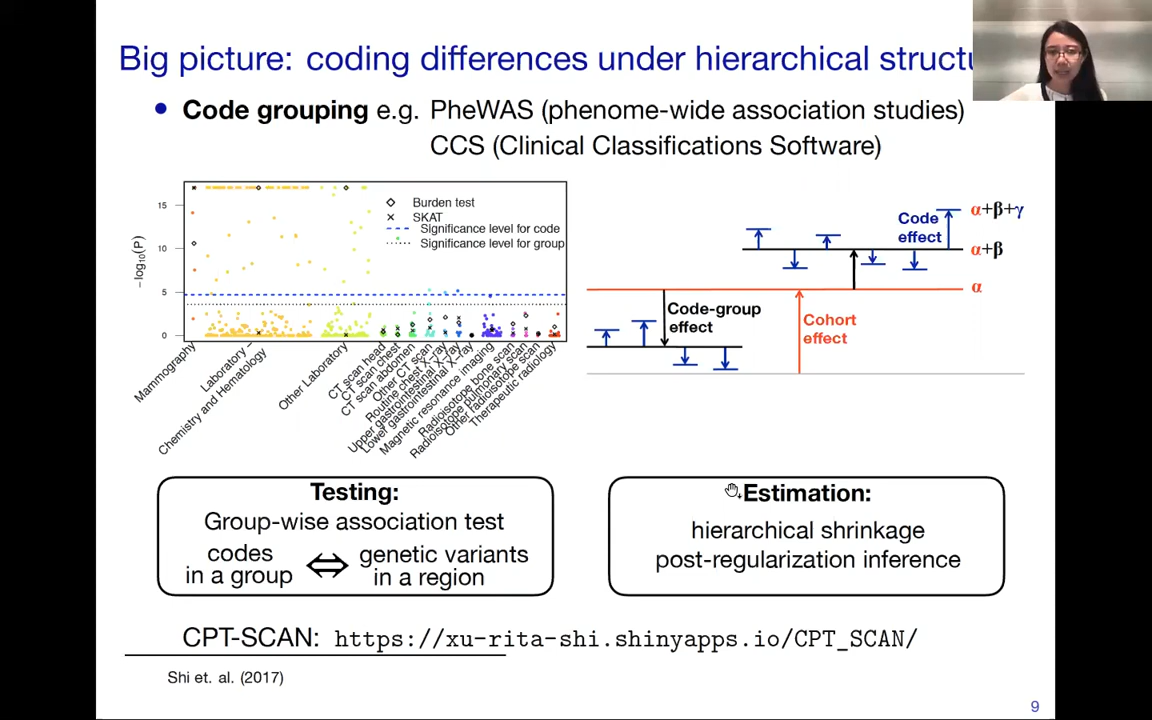 Big picture: coding differences under hierarchical structu
• Code grouping e.g. PheWAS (phenome-wide association studies)
CCS (Clinical Classifications Software)
Burden test
SKAT
Significance level for code
Significance level for group
−log10(P)
15
10
5
0
Mammography
Laboratory −
Chemistry and Hematology
Other Laboratory
CT scan head
CT scan chest
CT scan abdomen
Other CT scan
Routine chest X−ray
Upper gastrointestinal X−ray
Lower gastrointestinal X−ray
Magnetic resonance imaging
Radioisotope bone scan
Radioisotope pulmonary scan
Other radioisotope scan
Therapeutic radiology
Code
effect
α+β+γ
α+β
α
Code-group
effect
Cohort
effect
Testing:
Group-wise association test
codes
in a group
⇔
genetic variants
in a region
Estimation:
hierarchical shrinkage
post-regularization inference
CPT-SCAN: https://xu-rita-shi.shinyapps.io/CPT_SCAN/
Shi et. al. (2017)
9